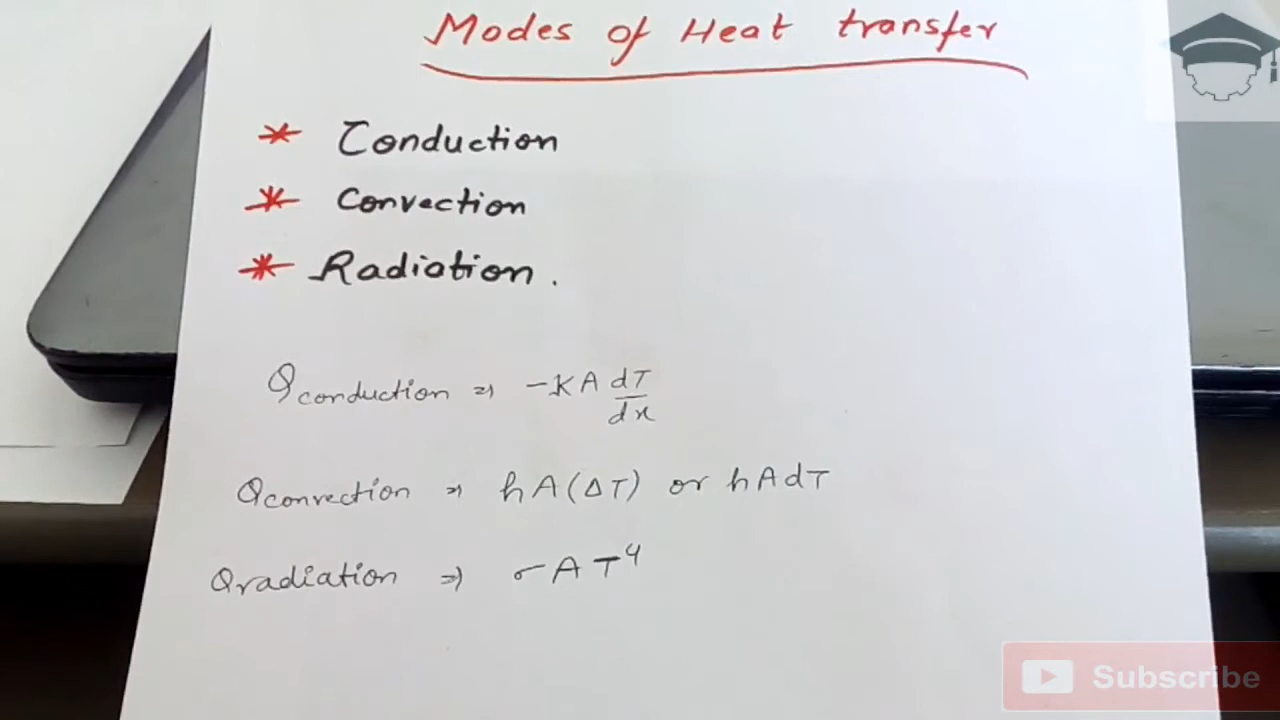 Modes of Heat transfer
* Conduction
* Convection
* Radiation.
Qconduction ⇒ -KA dT/dx
Qconvection ⇒ hA(ΔT) or hAdT
Qradiation ⇒ σAT⁴
Subscribe